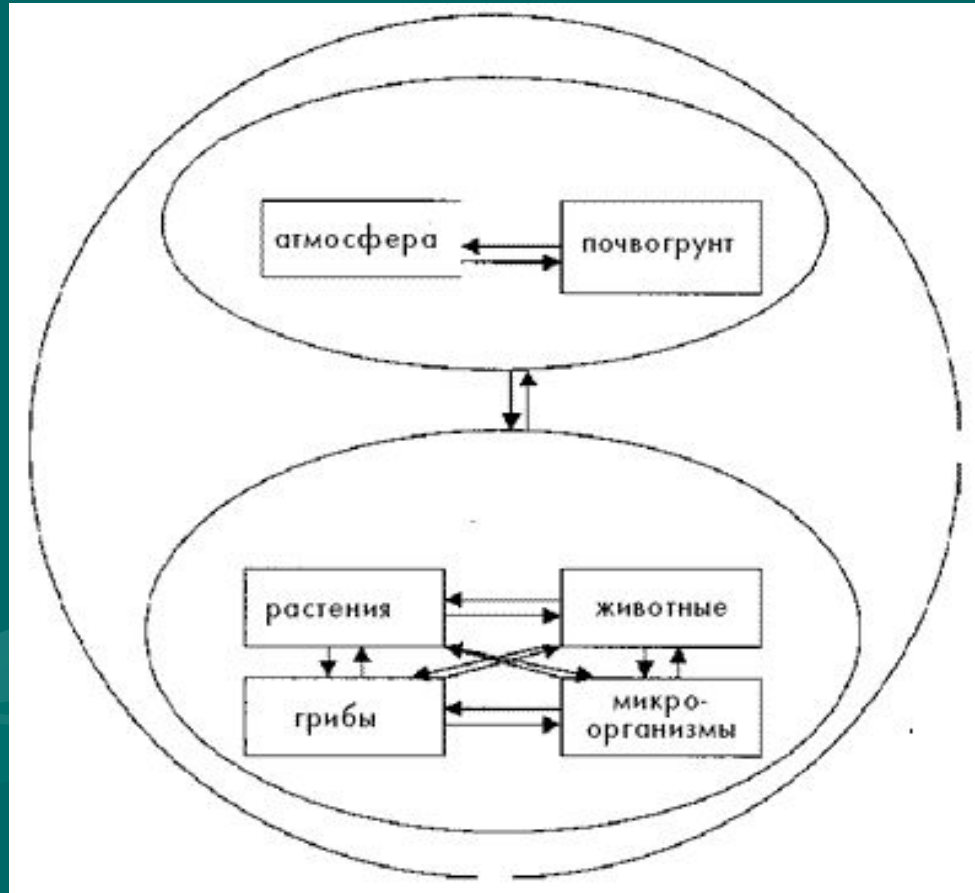 атмосфера
почвогрунт
растения
животные
грибы
микро-
организмы